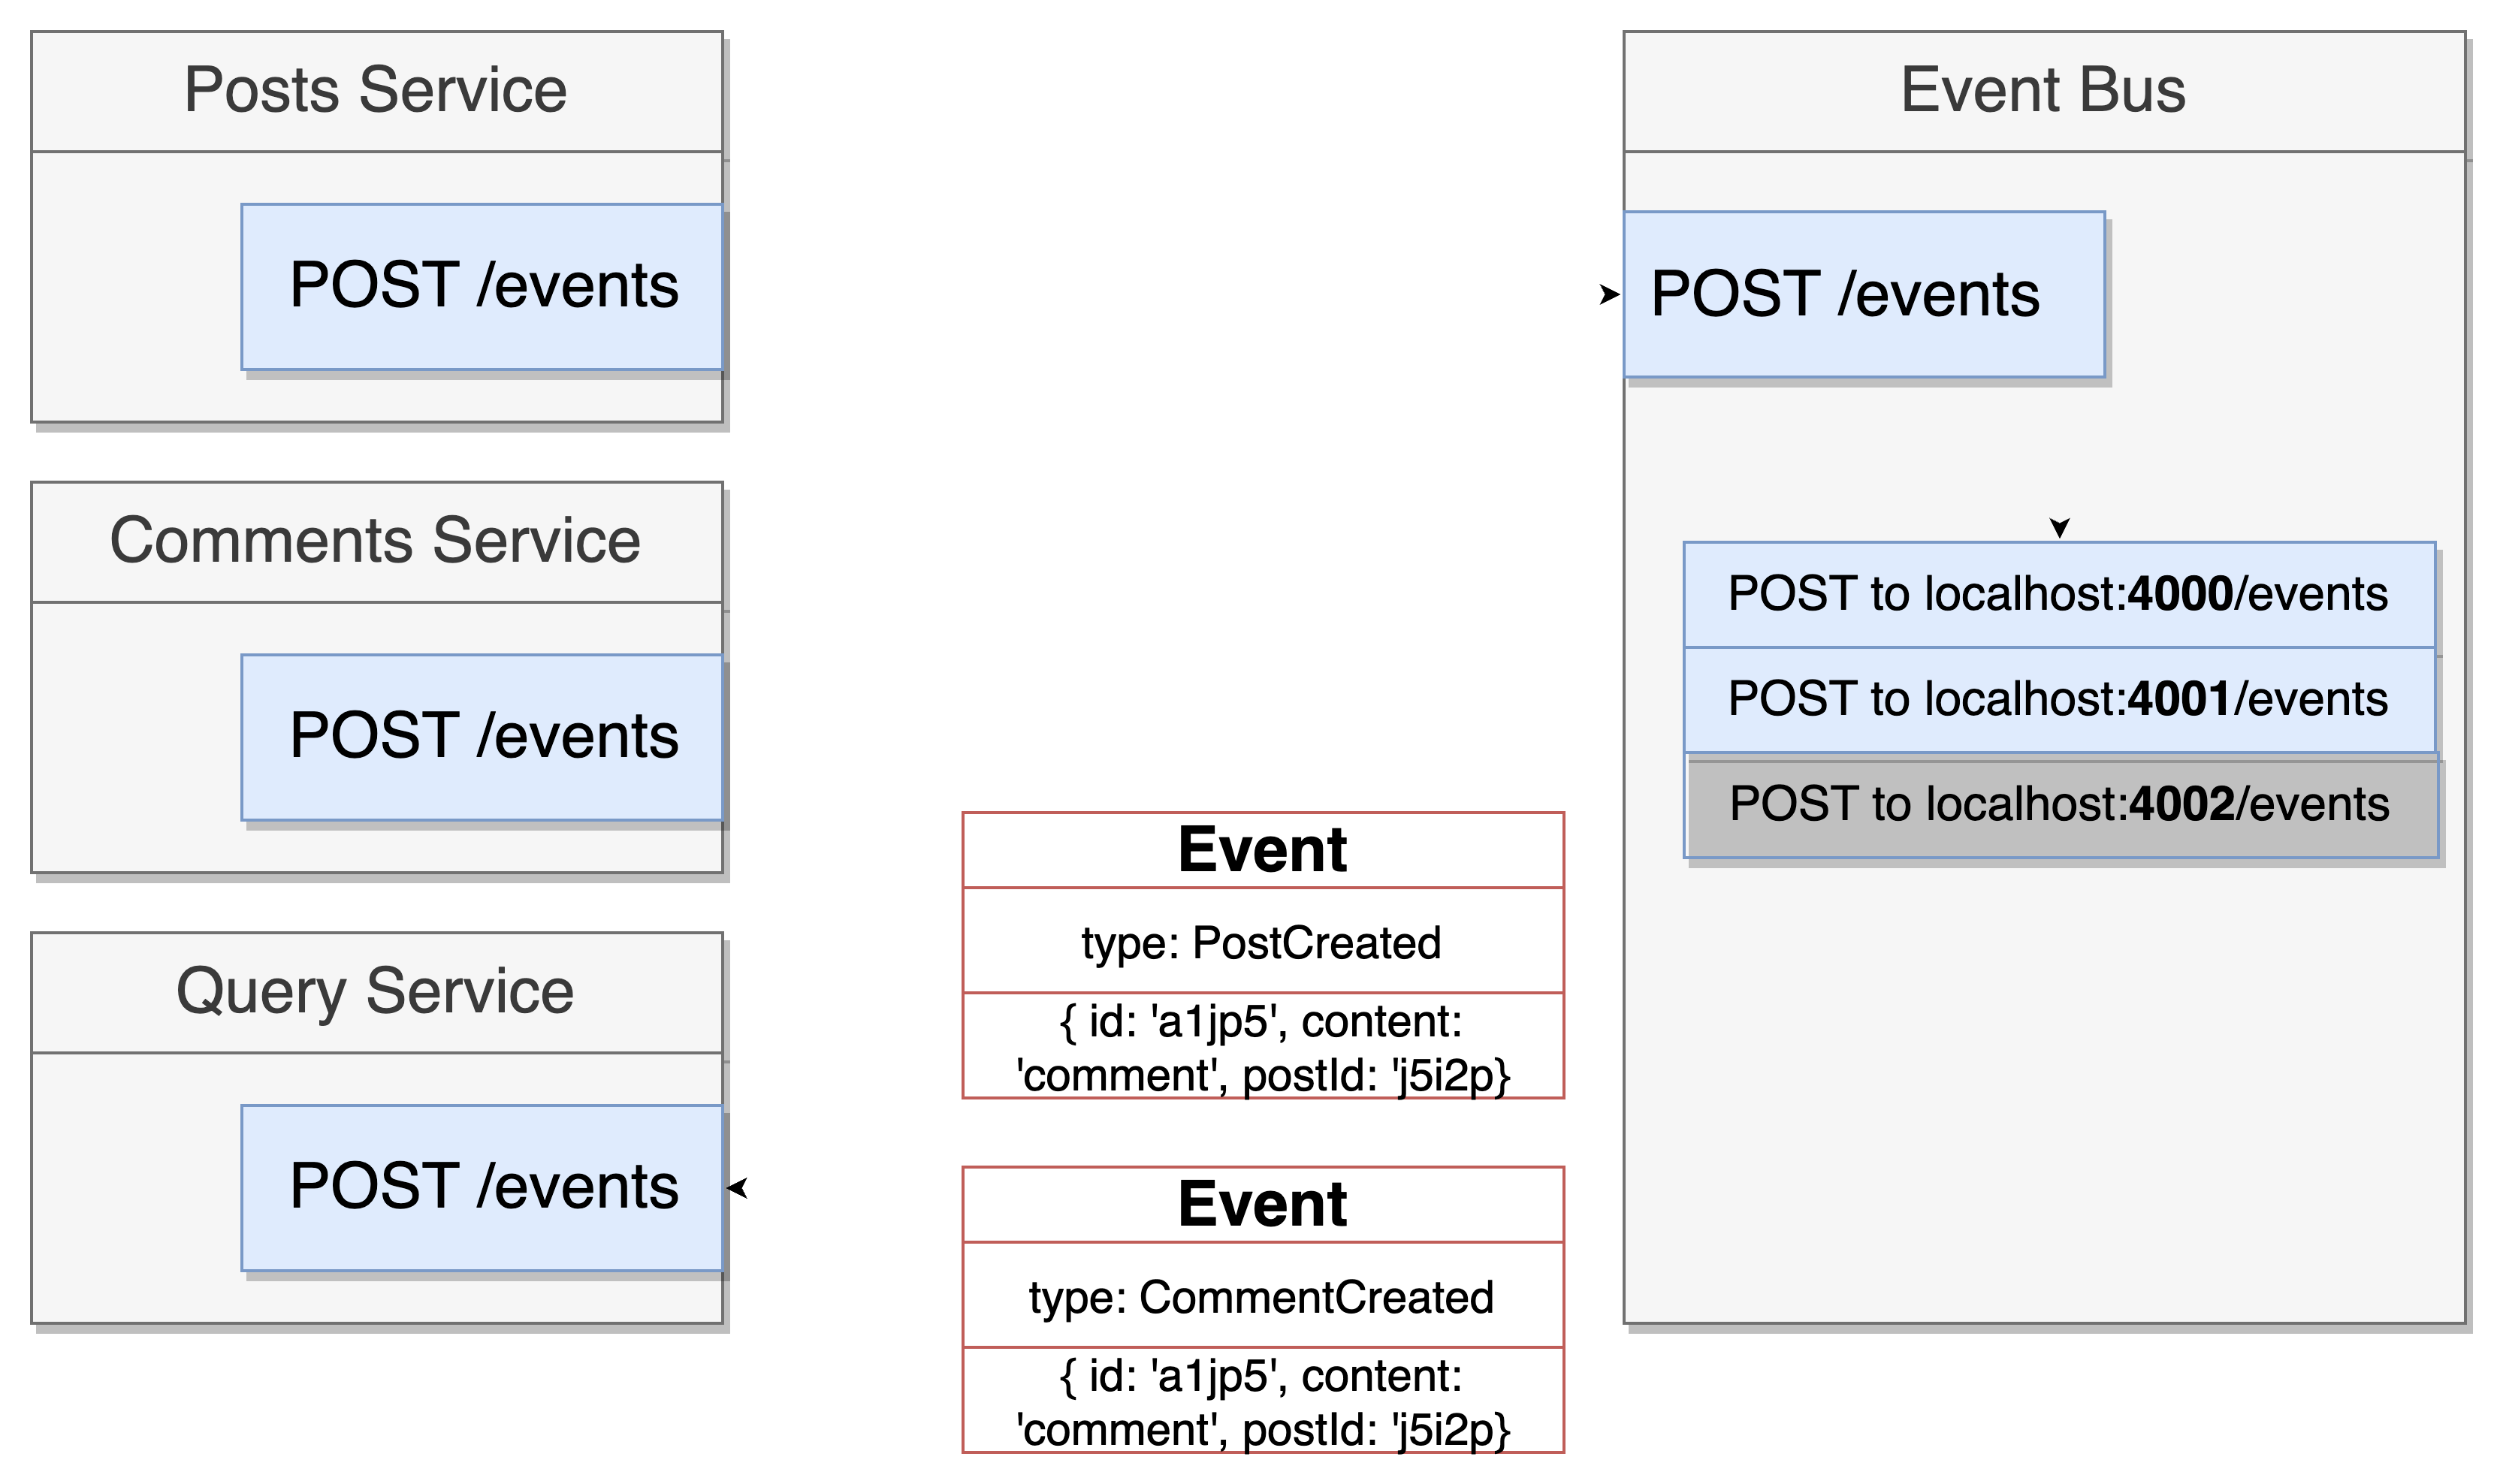 Posts Service
POST /events
Comments Service
POST /events
Query Service
POST /events
Event
type: PostCreated
{ id: 'a1jp5', content:
'comment', postId: 'j5i2p}
Event
type: CommentCreated
{ id: 'a1jp5', content:
'comment', postId: 'j5i2p}
Event Bus
POST /events
POST to localhost:4000/events
POST to localhost:4001/events
POST to localhost:4002/events